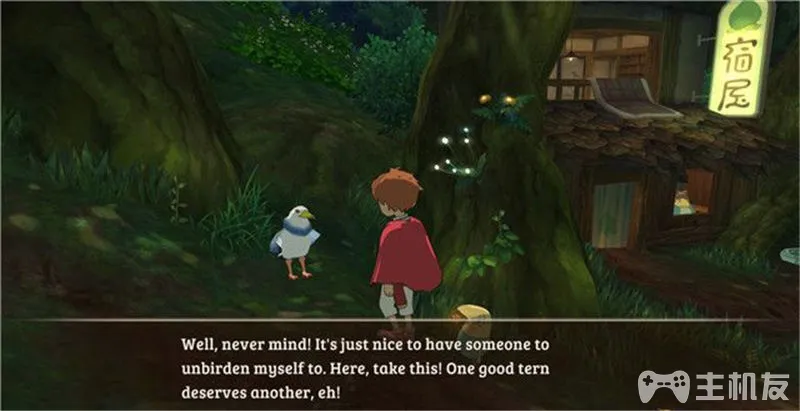 宿屋
Well, never mind! It's just nice to have someone to
unbirden myself to. Here, take this! One good tern
deserves another, eh!
主机友